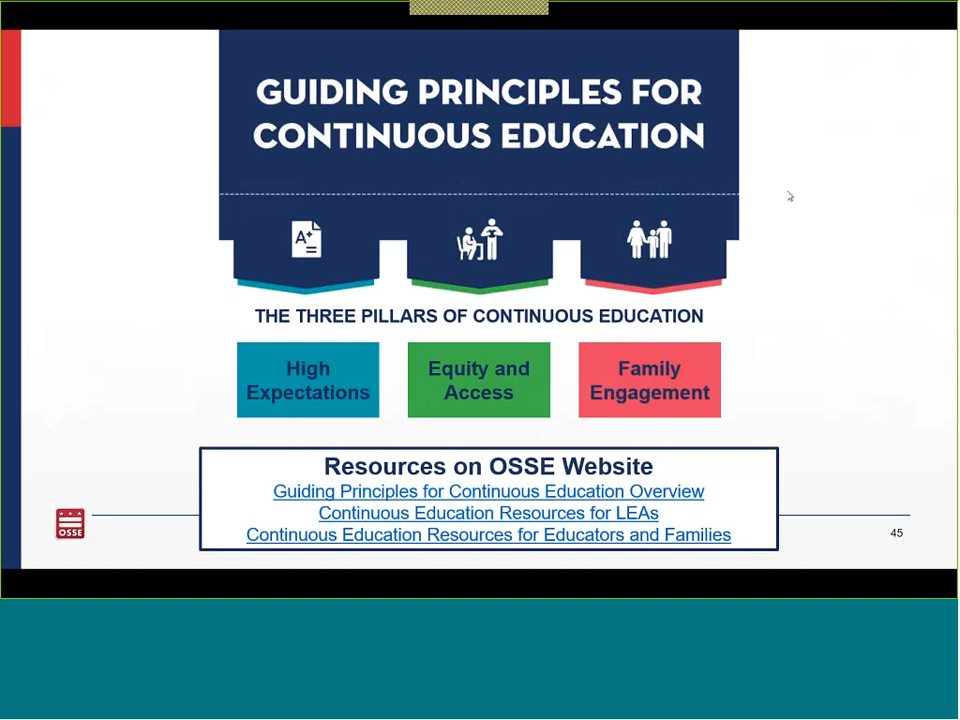 GUIDING PRINCIPLES FOR
CONTINUOUS EDUCATION
A+
THE THREE PILLARS OF CONTINUOUS EDUCATION
High
Expectations
Equity and
Access
Family
Engagement
Resources on OSSE Website
Guiding Principles for Continuous Education Overview
Continuous Education Resources for LEAs
Continuous Education Resources for Educators and Families
OSSE
45